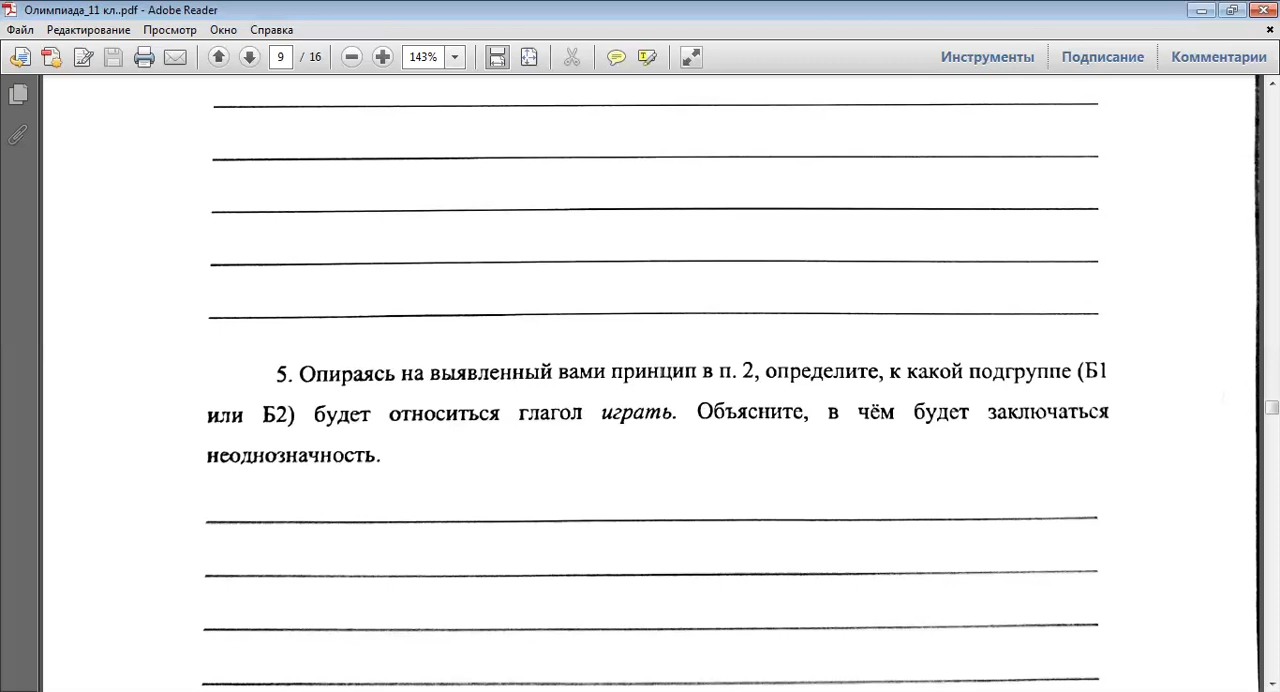 Олимпиада_11 кл..pdf - Adobe Reader
Файл Редактирование Просмотр Окно Справка
9 / 16 143% Инструменты Подписание Комментарии
5. Опираясь на выявленный вами принцип в п. 2, определите, к какой подгруппе (Б1
или Б2) будет относиться глагол играть. Объясните, в чём будет заключаться
неоднозначность.